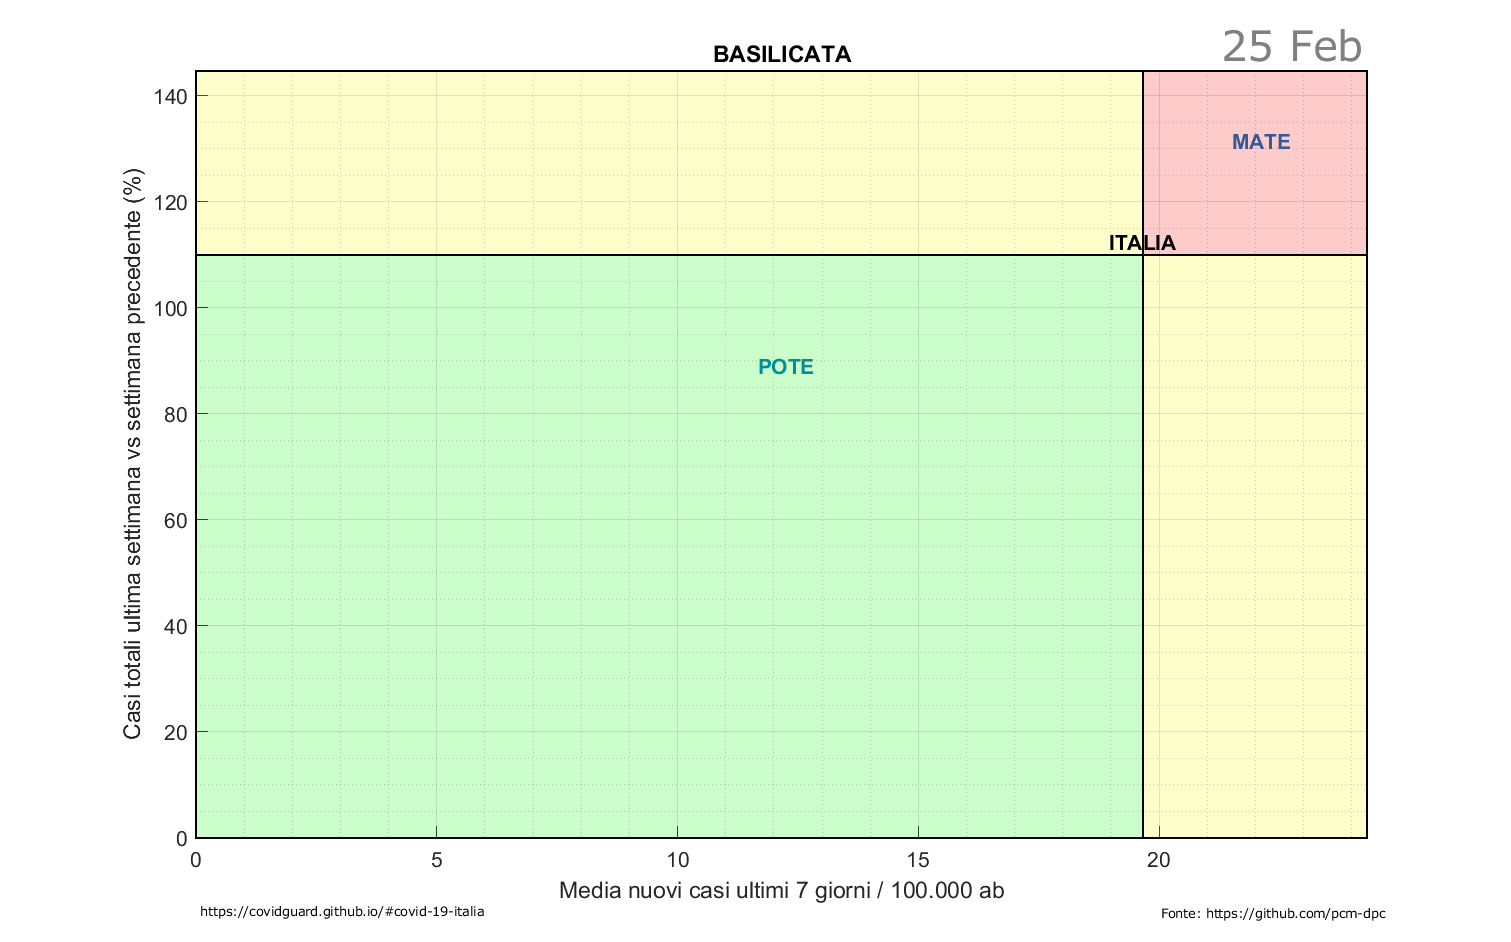 25 Feb
BASILICATA
140
120
100
80
60
40
20
0
Casi totali ultima settimana vs settimana precedente (%)
MATE
ITALIA
POTE
0 5 10 15 20
Media nuovi casi ultimi 7 giorni / 100.000 ab
https://covidguard.github.io/#covid-19-italia
Fonte: https://github.com/pcm-dpc